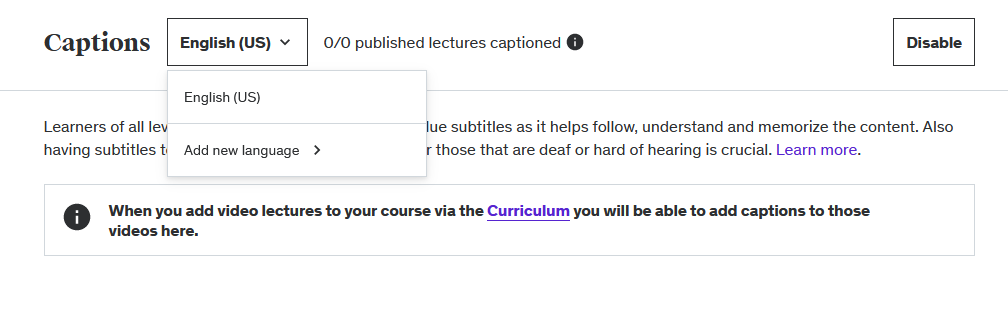 Captions
English (US)
0/0 published lectures captioned
Disable
English (US)
Add new language
Learners of all lue subtitles as it helps follow, understand and memorize the content. Also
having subtitles those that are deaf or hard of hearing is crucial. Learn more.
When you add video lectures to your course via the Curriculum you will be able to add captions to those
videos here.